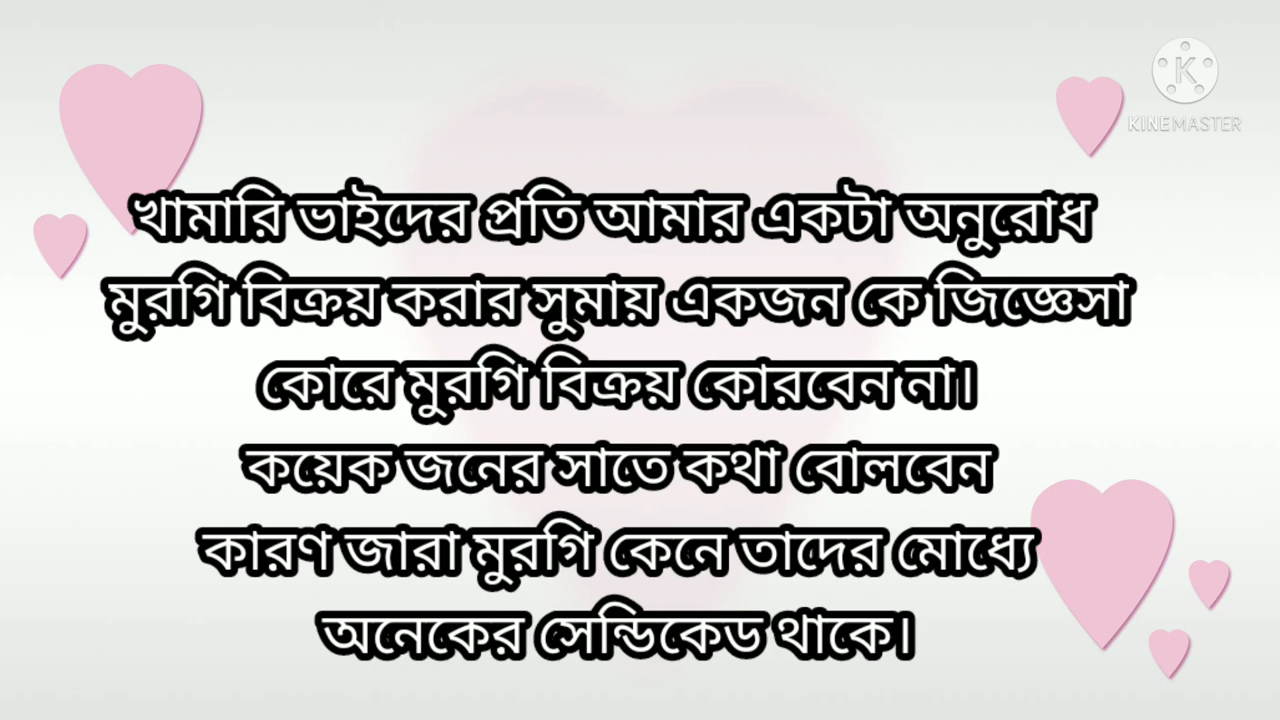 KINEMASTER
খামারি ভাইদের প্রতি আমার একটা অনুরোধ
মুরগি বিক্রয় করার সুমায় একজন কে জিজ্ঞেসা
কোরে মুরগি বিক্রয় কোরবেন না।
কয়েক জনের সাতে কথা বোলবেন
কারণ জারা মুরগি কেনে তাদের মোধ্যে
অনেকের সেন্ডিকেড থাকে।